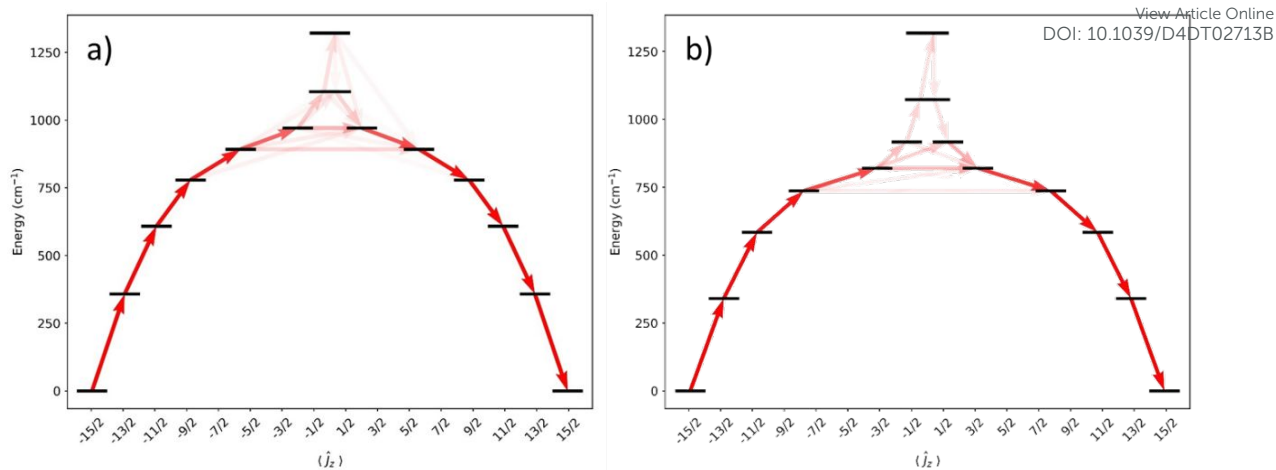 View Article Online
DOI: 10.1039/D4DT02713B
a)
1250
1000
750
500
250
0
Energy (cm⁻¹)
-15/2 -13/2 -11/2 -9/2 -7/2 -5/2 -3/2 -1/2 1/2 3/2 5/2 7/2 9/2 11/2 13/2 15/2
⟨ ĵz ⟩
b)
1250
1000
750
500
250
0
Energy (cm⁻¹)
-15/2 -13/2 -11/2 -9/2 -7/2 -5/2 -3/2 -1/2 1/2 3/2 5/2 7/2 9/2 11/2 13/2 15/2
⟨ ĵz ⟩